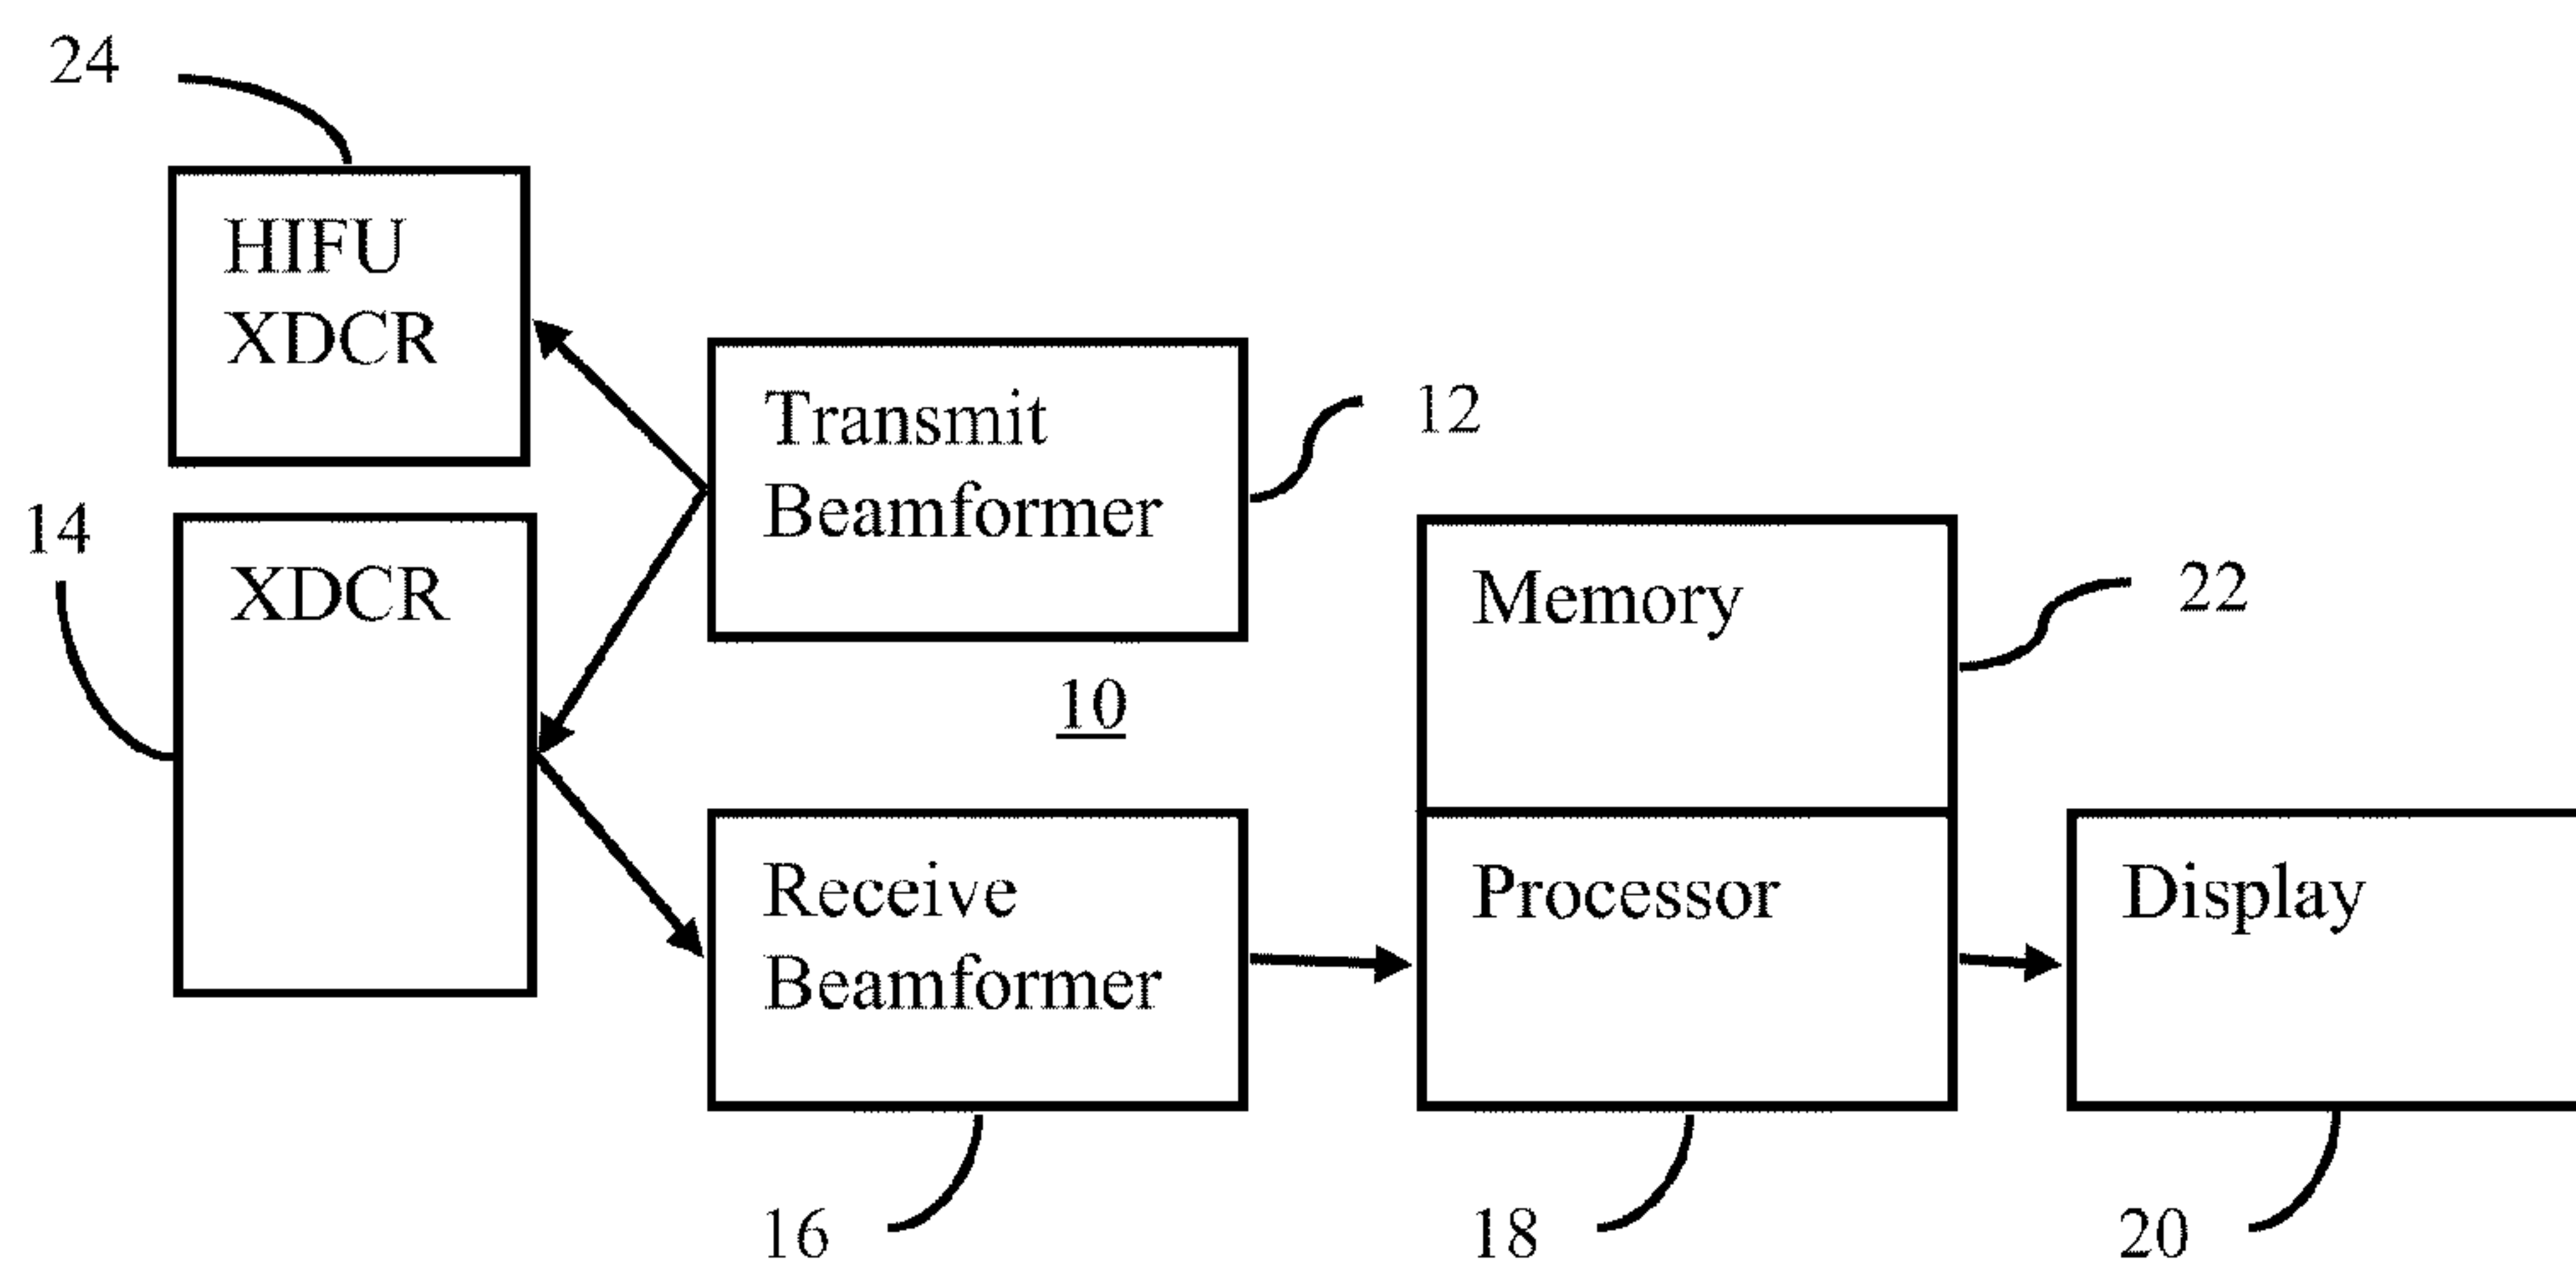 24
HIFU
XDCR
Transmit
Beamformer
12
14
XDCR
Memory
22
10
Receive
Beamformer
Processor
Display
16
18
20